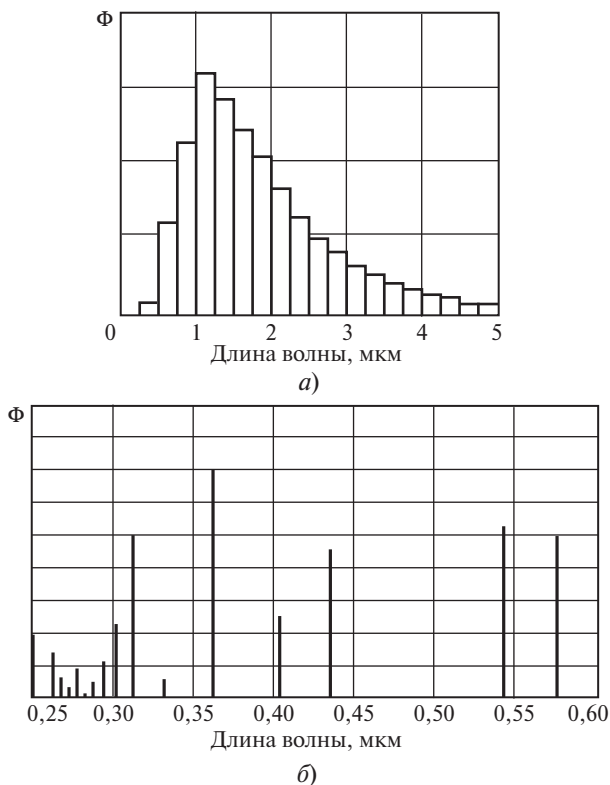 Φ
0 1 2 3 4 5
Длина волны, мкм
а)
Φ
0,25 0,30 0,35 0,40 0,45 0,50 0,55 0,60
Длина волны, мкм
б)